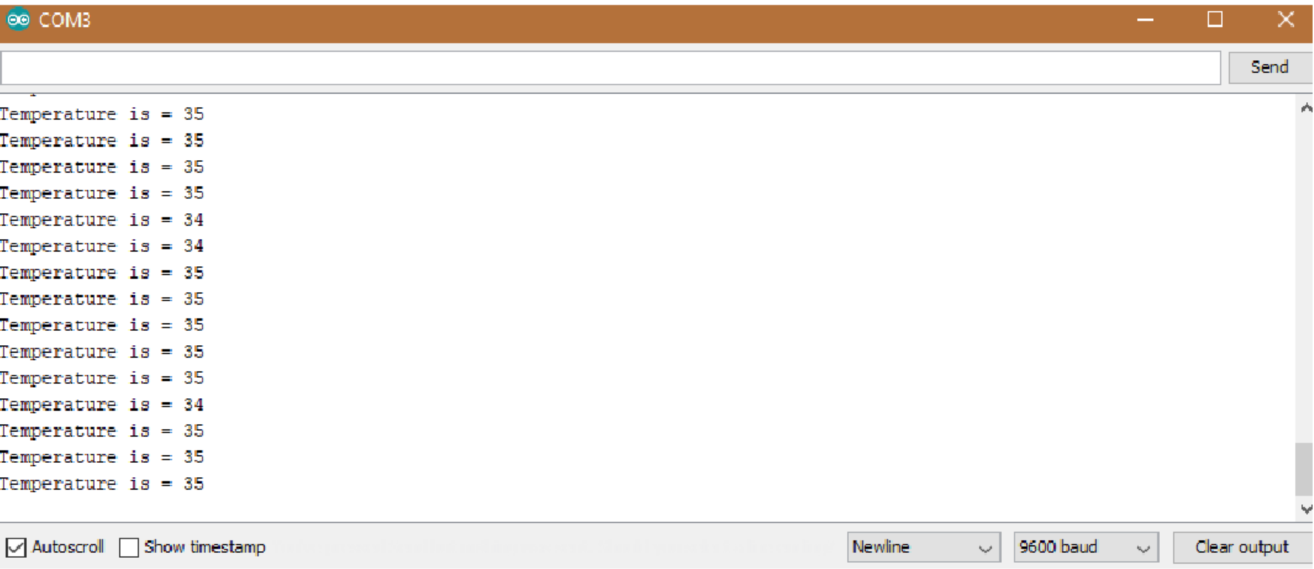 COM3
Send
Temperature is = 35
Temperature is = 35
Temperature is = 35
Temperature is = 35
Temperature is = 34
Temperature is = 34
Temperature is = 35
Temperature is = 35
Temperature is = 35
Temperature is = 35
Temperature is = 35
Temperature is = 34
Temperature is = 35
Temperature is = 35
Temperature is = 35
Autoscroll Show timestamp Newline 9600 baud Clear output